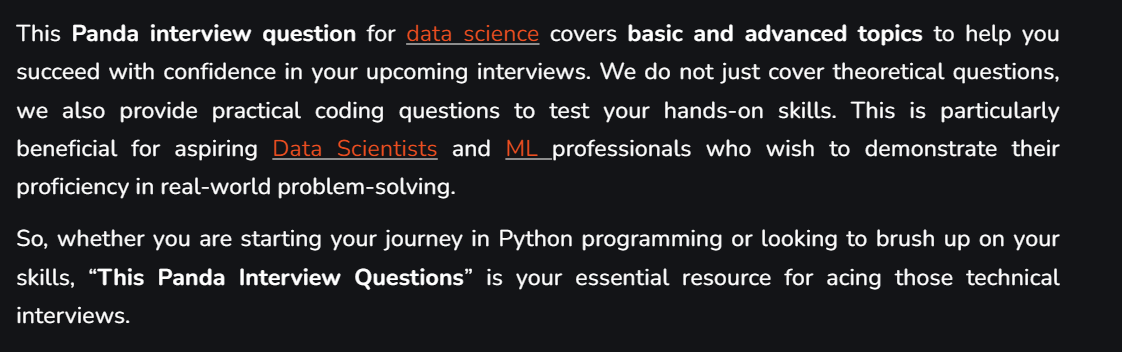 This Panda interview question for data science covers basic and advanced topics to help you
succeed with confidence in your upcoming interviews. We do not just cover theoretical questions,
we also provide practical coding questions to test your hands-on skills. This is particularly
beneficial for aspiring Data Scientists and ML professionals who wish to demonstrate their
proficiency in real-world problem-solving.
So, whether you are starting your journey in Python programming or looking to brush up on your
skills, “This Panda Interview Questions” is your essential resource for acing those technical
interviews.